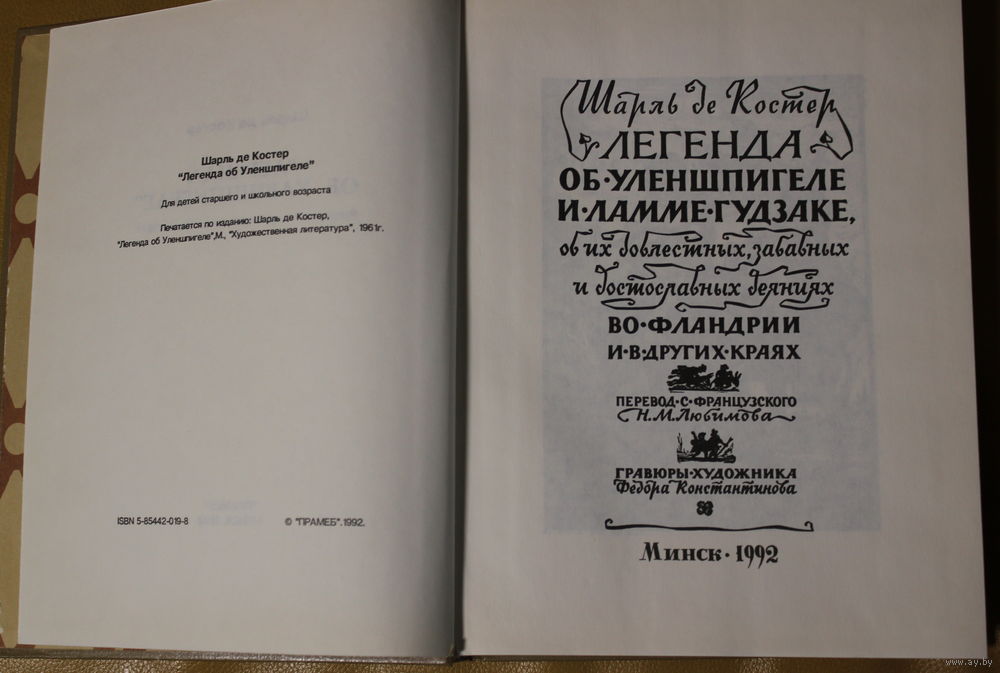 Шарль де Костер
"Легенда об Уленшпигеле"
Для детей старшего и школьного возраста
Печатается по изданию: Шарль де Костер,
"Легенда об Уленшпигеле",М., "Художественная литература", 1961г.
ISBN 5-85442-019-8
© "ПРАМЕБ".1992.
Шарль де Костер
ЛЕГЕНДА
ОБ·УЛЕНШПИГЕЛЕ
И·ЛАММЕ·ГУДЗАКЕ,
об их доблестных, забавных
и достославных деяниях
ВО·ФЛАНДРИИ
И·В·ДРУГИХ·КРАЯХ
ПЕРЕВОД·С·ФРАНЦУЗСКОГО
Н.М.Любимова
ГРАВЮРЫ·ХУДОЖНИКА
Федора Константинова
Минск·1992
www.ay.by